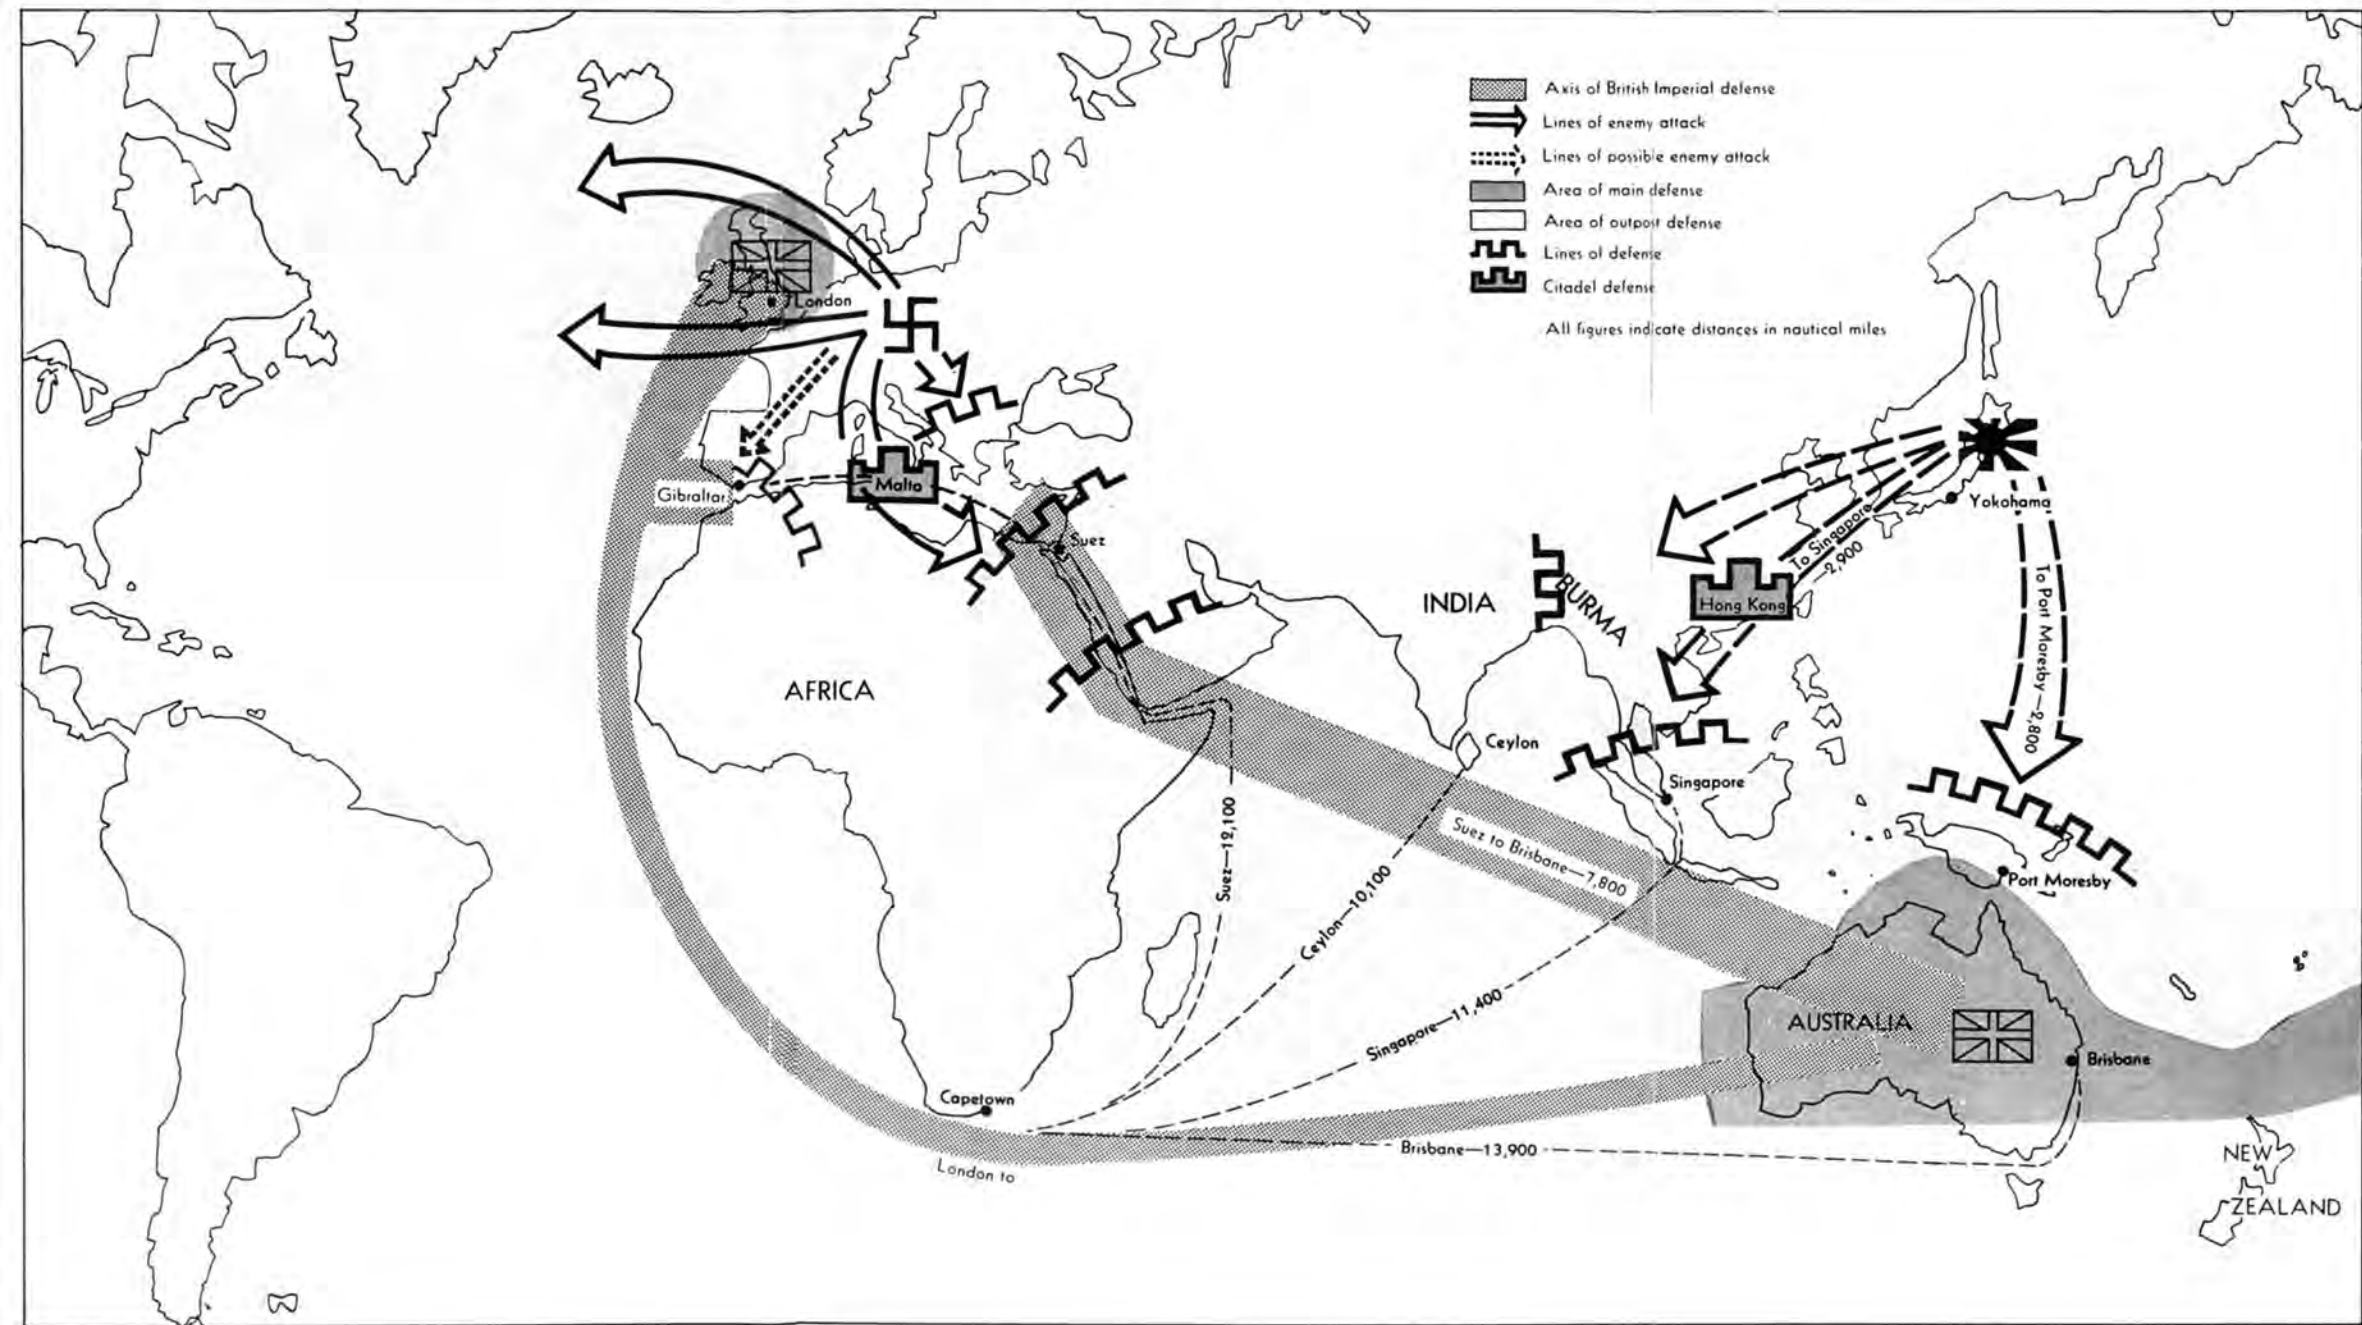 Axis of British Imperial defense
Lines of enemy attack
Lines of possible enemy attack
Area of main defense
Area of outpost defense
Lines of defense
Citadel defense
All figures indicate distances in nautical miles
London
Gibraltar
Malta
Suez
Yokohama
To Singapore
—2,900
To Port Moresby—2,800
Hong Kong
INDIA
BURMA
AFRICA
Ceylon
Singapore
Suez to Brisbane—7,800
Suez—12,100
Ceylon—10,100
Singapore—11,400
Port Moresby
AUSTRALIA
Brisbane
Capetown
Brisbane—13,900
London to
NEW
ZEALAND